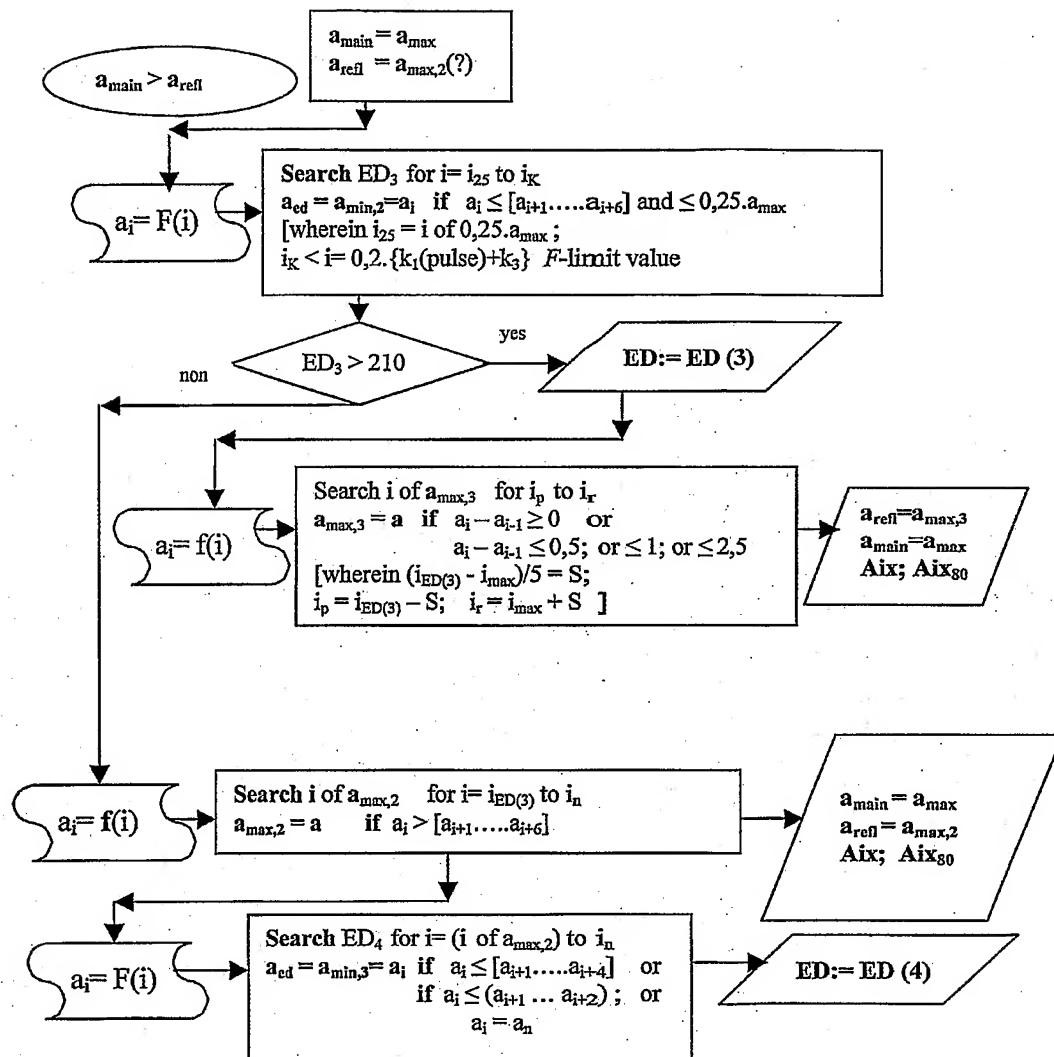 a_main = a_max
a_refl = a_max,2(?)
a_main > a_refl
a_i= F(i)
Search ED_3 for i= i_25 to i_K
a_ed = a_min,2=a_i if a_i ≤ [a_i+1.....a_i+6] and ≤ 0,25.a_max
[wherein i_25 = i of 0,25.a_max ;
i_K < i= 0,2.{k_1(pulse)+k_3} F-limit value
ED_3 > 210
yes
non
ED:= ED (3)
a_i= f(i)
Search i of a_max,3 for i_p to i_r
a_max,3 = a if a_i – a_i-1 ≥ 0 or
a_i – a_i-1 ≤ 0,5; or ≤ 1; or ≤ 2,5
[wherein (i_ED(3) - i_max)/5 = S;
i_p = i_ED(3) – S; i_r = i_max + S ]
a_refl=a_max,3
a_main=a_max
Aix; Aix_80
a_i= f(i)
Search i of a_max,2 for i= i_ED(3) to i_n
a_max,2 = a if a_i > [a_i+1.....a_i+6]
a_main = a_max
a_refl = a_max,2
Aix; Aix_80
a_i= F(i)
Search ED_4 for i= (i of a_max,2) to i_n
a_ed = a_min,3= a_i if a_i ≤ [a_i+1.....a_i+4] or
if a_i ≤ (a_i+1 ... a_i+2) ; or
a_i = a_n
ED:= ED (4)